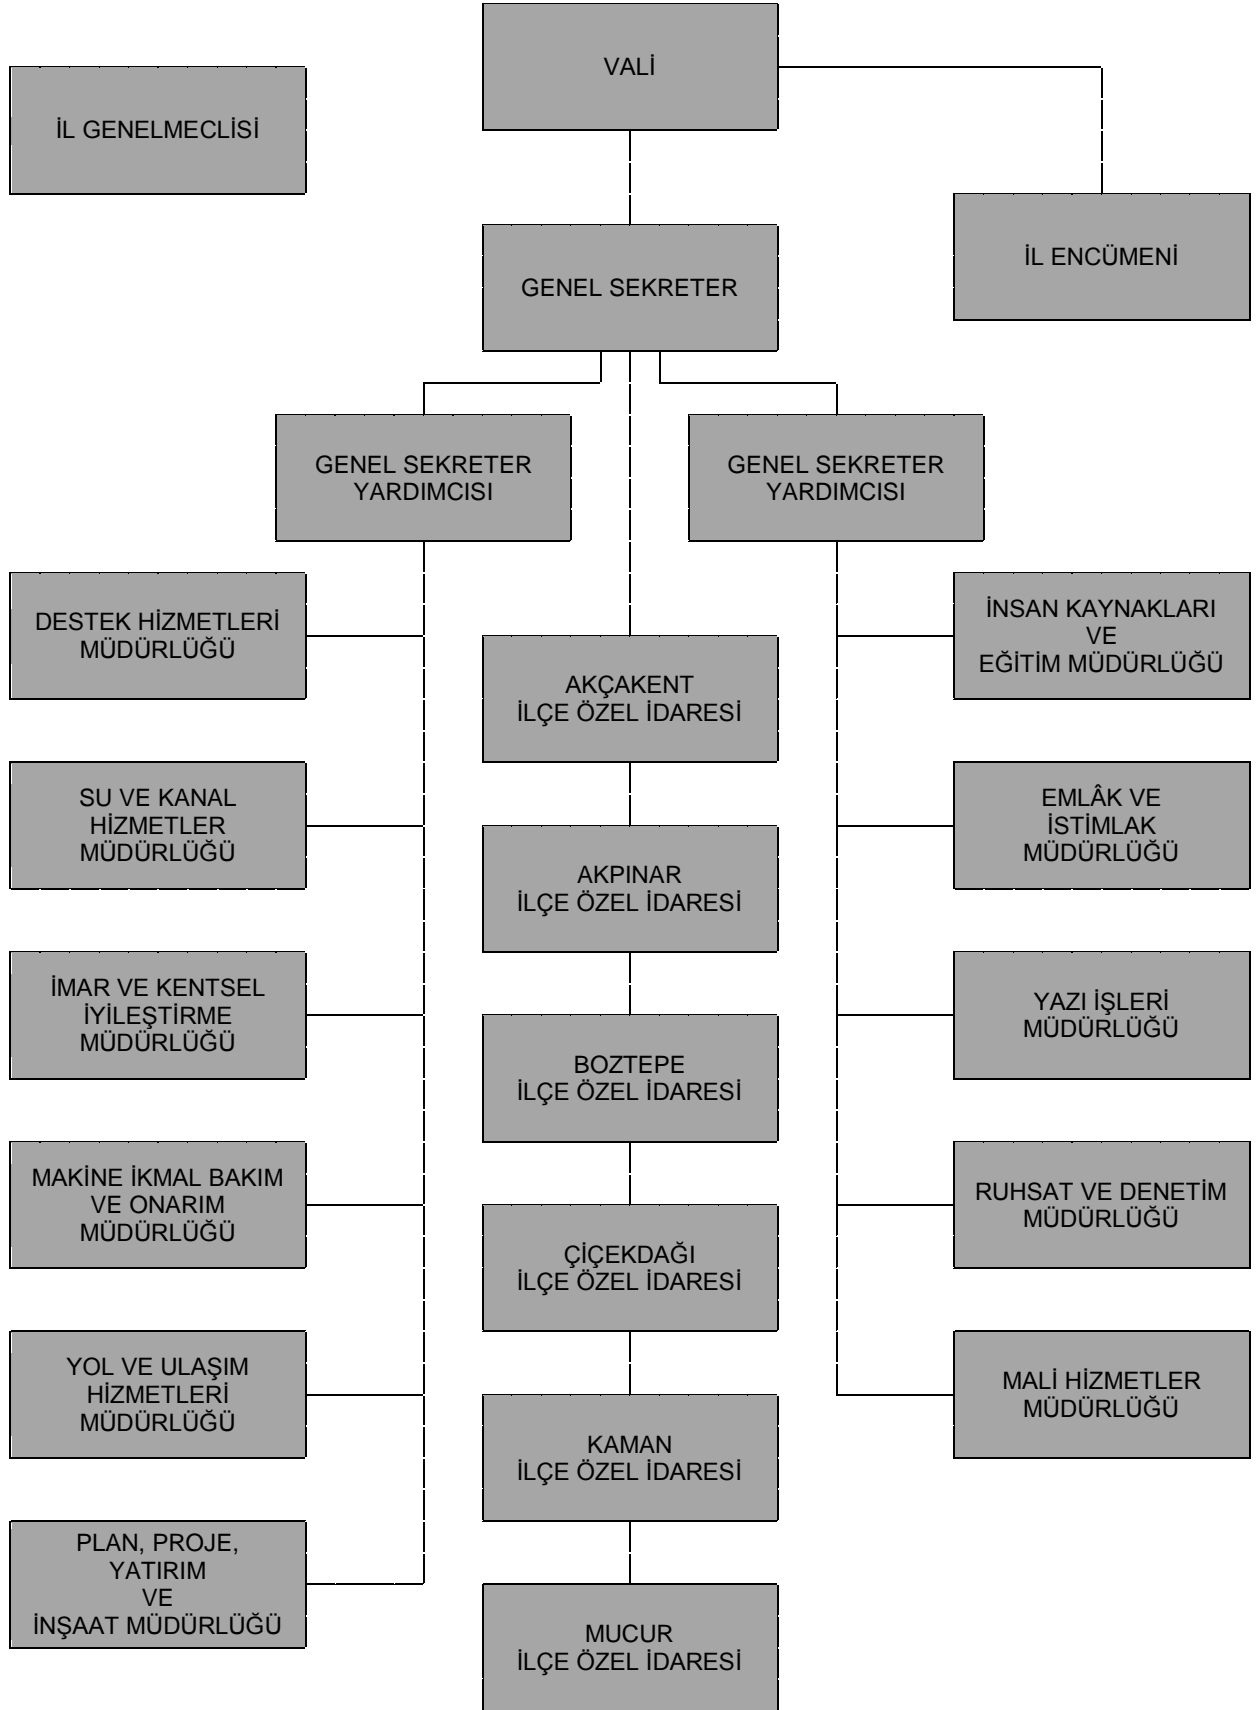 VALİ
İL GENELMECLİSİ
İL ENCÜMENİ
GENEL SEKRETER
GENEL SEKRETER
YARDIMCISI
GENEL SEKRETER
YARDIMCISI
DESTEK HİZMETLERİ
MÜDÜRLÜĞÜ
SU VE KANAL
HİZMETLER
MÜDÜRLÜĞÜ
İMAR VE KENTSEL
İYİLEŞTİRME
MÜDÜRLÜĞÜ
MAKİNE İKMAL BAKIM
VE ONARIM
MÜDÜRLÜĞÜ
YOL VE ULAŞIM
HİZMETLERİ
MÜDÜRLÜĞÜ
PLAN, PROJE,
YATIRIM
VE
İNŞAAT MÜDÜRLÜĞÜ
AKÇAKENT
İLÇE ÖZEL İDARESİ
AKPINAR
İLÇE ÖZEL İDARESİ
BOZTEPE
İLÇE ÖZEL İDARESİ
ÇİÇEKDAĞI
İLÇE ÖZEL İDARESİ
KAMAN
İLÇE ÖZEL İDARESİ
MUCUR
İLÇE ÖZEL İDARESİ
İNSAN KAYNAKLARI
VE
EĞİTİM MÜDÜRLÜĞÜ
EMLÂK VE
İSTİMLAK
MÜDÜRLÜĞÜ
YAZI İŞLERİ
MÜDÜRLÜĞÜ
RUHSAT VE DENETİM
MÜDÜRLÜĞÜ
MALİ HİZMETLER
MÜDÜRLÜĞÜ